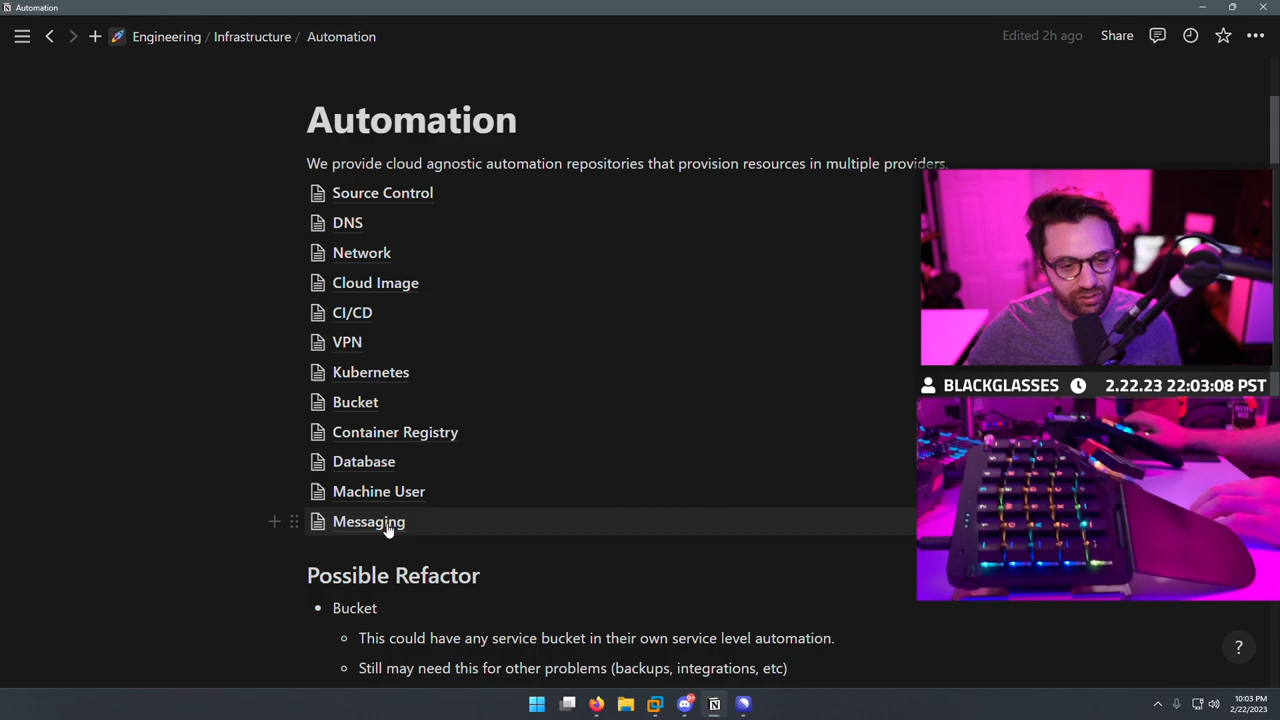 Automation
Engineering / Infrastructure / Automation
Edited 2h ago
Share
Automation
We provide cloud agnostic automation repositories that provision resources in multiple providers.
Source Control
DNS
Network
Cloud Image
CI/CD
VPN
Kubernetes
Bucket
Container Registry
Database
Machine User
Messaging
BLACKGLASSES 2.22.23 22:03:08 PST
Possible Refactor
Bucket
This could have any service bucket in their own service level automation.
Still may need this for other problems (backups, integrations, etc)
?
10:03 PM
2/22/2023